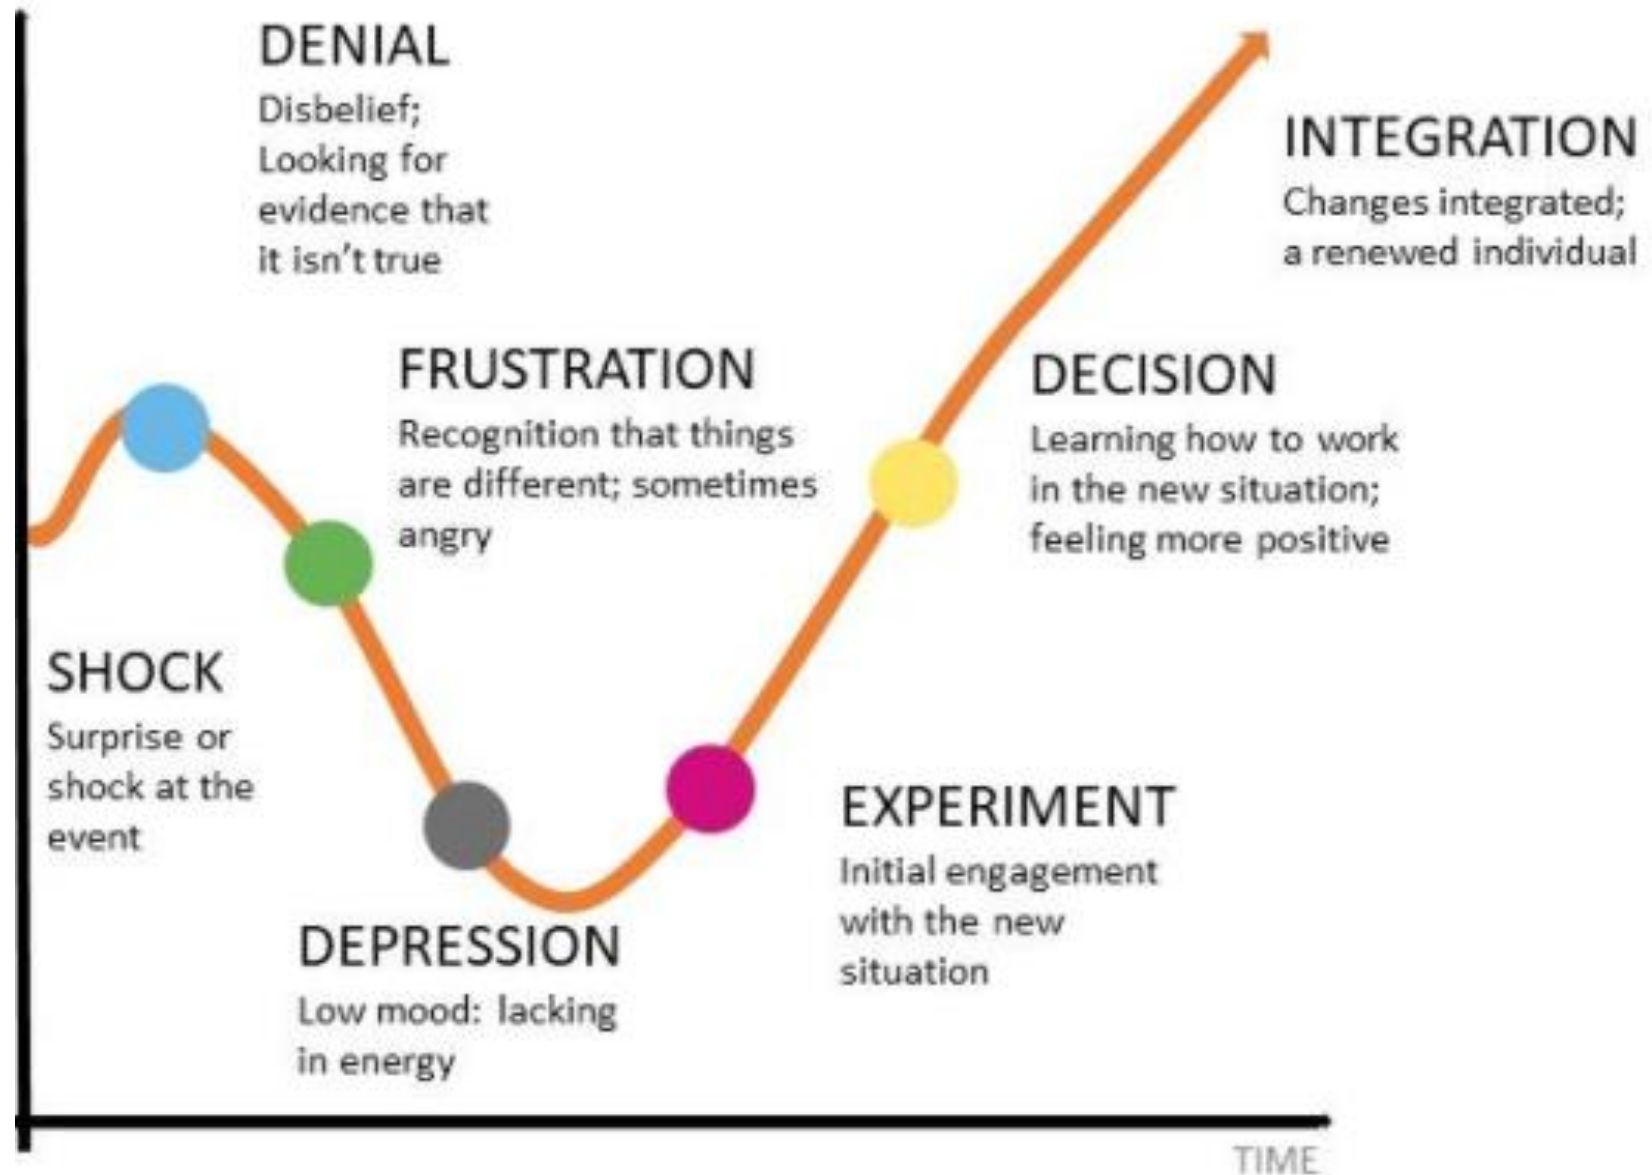 DENIAL
Disbelief;
Looking for
evidence that
it isn't true
INTEGRATION
Changes integrated;
a renewed individual
FRUSTRATION
Recognition that things
are different; sometimes
angry
DECISION
Learning how to work
in the new situation;
feeling more positive
SHOCK
Surprise or
shock at the
event
EXPERIMENT
Initial engagement
with the new
situation
DEPRESSION
Low mood: lacking
in energy
TIME